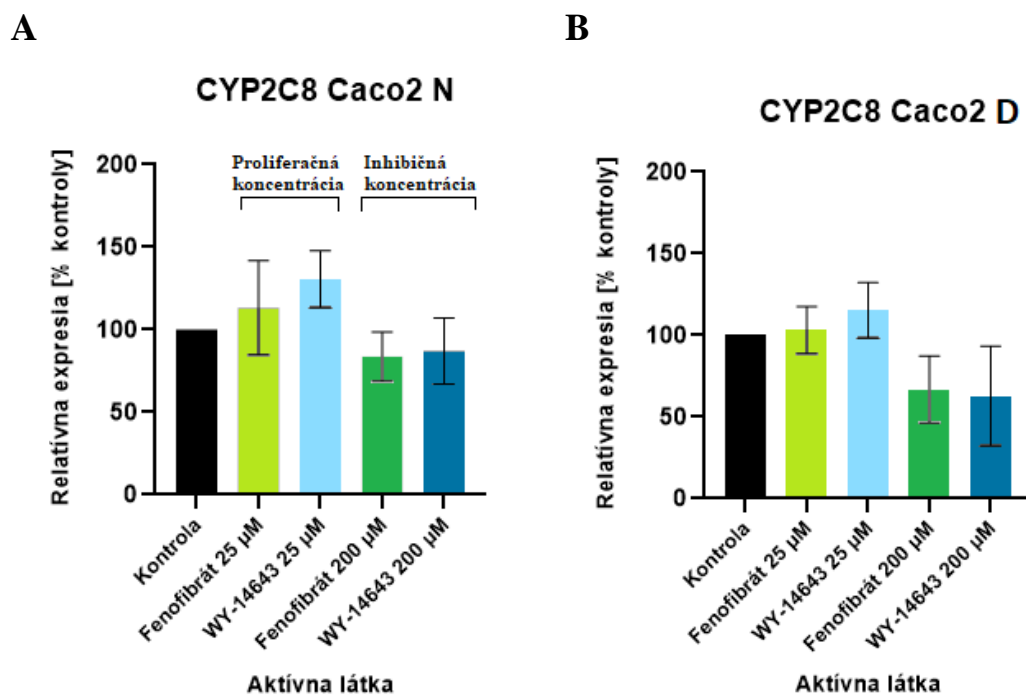 A
CYP2C8 Caco2 N
Relatívna expresia [% kontroly]
200
150
100
50
0
Proliferačná
koncentrácia
Inhibičná
koncentrácia
Kontrola
Fenofibrát 25 µM
WY-14643 25 µM
Fenofibrát 200 µM
WY-14643 200 µM
Aktívna látka
B
CYP2C8 Caco2 D
Relatívna expresia [% kontroly]
200
150
100
50
0
Kontrola
Fenofibrát 25 µM
WY-14643 25 µM
Fenofibrát 200 µM
WY-14643 200 µM
Aktívna látka